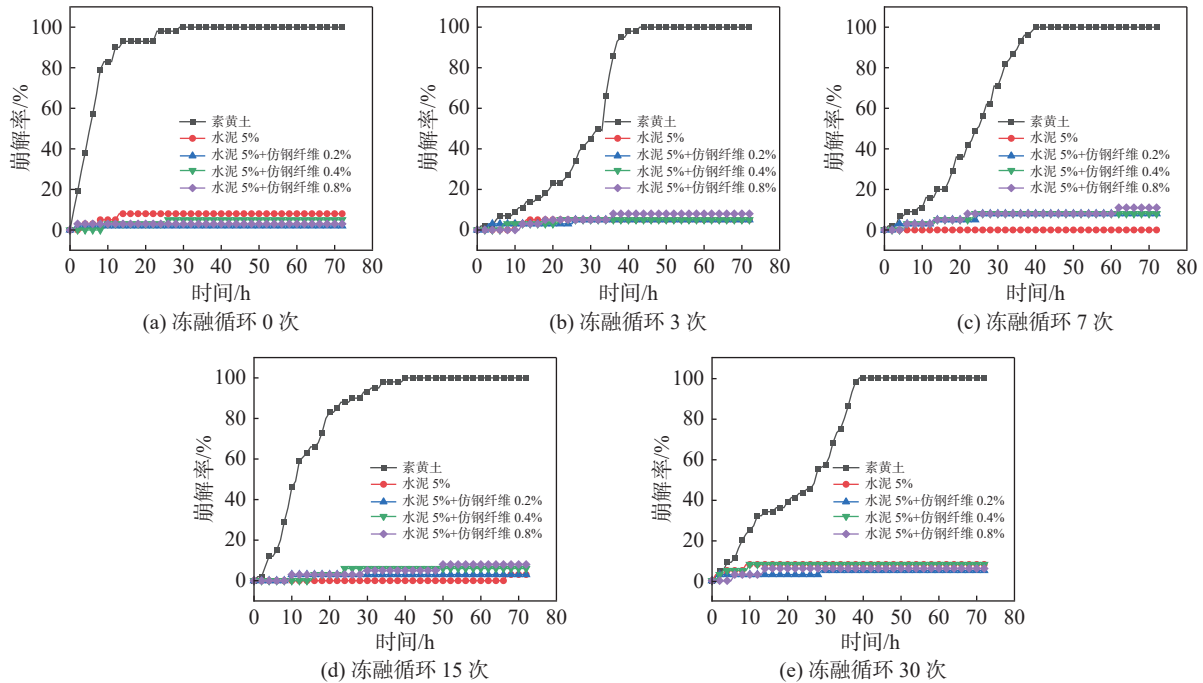 100
80
60
40
20
0
崩解率/%
素黄土
水泥 5%
水泥 5%+仿钢纤维 0.2%
水泥 5%+仿钢纤维 0.4%
水泥 5%+仿钢纤维 0.8%
0 10 20 30 40 50 60 70 80
时间/h
(a) 冻融循环 0 次
100
80
60
40
20
0
崩解率/%
素黄土
水泥 5%
水泥 5%+仿钢纤维 0.2%
水泥 5%+仿钢纤维 0.4%
水泥 5%+仿钢纤维 0.8%
0 10 20 30 40 50 60 70 80
时间/h
(b) 冻融循环 3 次
100
80
60
40
20
0
崩解率/%
素黄土
水泥 5%
水泥 5%+仿钢纤维 0.2%
水泥 5%+仿钢纤维 0.4%
水泥 5%+仿钢纤维 0.8%
0 10 20 30 40 50 60 70 80
时间/h
(c) 冻融循环 7 次
100
80
60
40
20
0
崩解率/%
素黄土
水泥 5%
水泥 5%+仿钢纤维 0.2%
水泥 5%+仿钢纤维 0.4%
水泥 5%+仿钢纤维 0.8%
0 10 20 30 40 50 60 70 80
时间/h
(d) 冻融循环 15 次
100
80
60
40
20
0
崩解率/%
素黄土
水泥 5%
水泥 5%+仿钢纤维 0.2%
水泥 5%+仿钢纤维 0.4%
水泥 5%+仿钢纤维 0.8%
0 10 20 30 40 50 60 70 80
时间/h
(e) 冻融循环 30 次